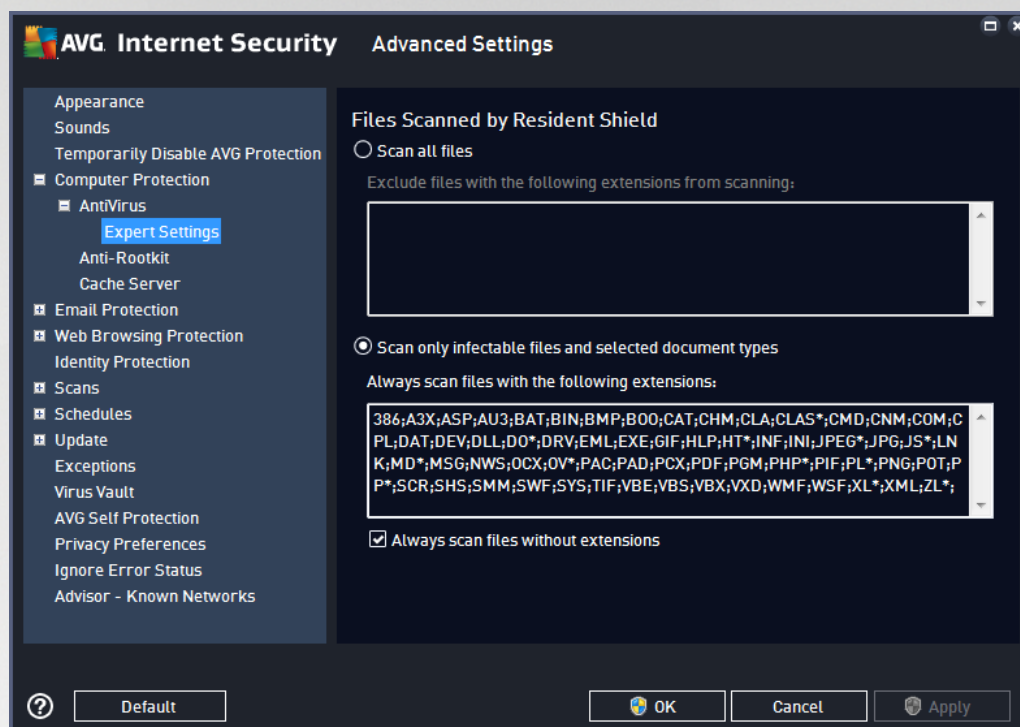 AVG. Internet Security Advanced Settings
Appearance
Sounds
Temporarily Disable AVG Protection
Computer Protection
AntiVirus
Expert Settings
Anti-Rootkit
Cache Server
Email Protection
Web Browsing Protection
Identity Protection
Scans
Schedules
Update
Exceptions
Virus Vault
AVG Self Protection
Privacy Preferences
Ignore Error Status
Advisor - Known Networks
Files Scanned by Resident Shield
Scan all files
Exclude files with the following extensions from scanning:
Scan only infectable files and selected document types
Always scan files with the following extensions:
386;A3X;ASP;AU3;BAT;BIN;BMP;BOO;CAT;CHM;CLA;CLAS*;CMD;CNM;COM;C
PL;DAT;DEV;DLL;DO*;DRV;EML;EXE;GIF;HLP;HT*;INF;INI;JPEG*;JPG;JS*;LN
K;MD*;MSG;NWS;OCX;OV*;PAC;PAD;PCX;PDF;PGM;PHP*;PIF;PL*;PNG;POT;P
P*;SCR;SHS;SMM;SWF;SYS;TIF;VBE;VBS;VBX;VXD;WMF;WSF;XL*;XML;ZL*;
Always scan files without extensions
? Default OK Cancel Apply